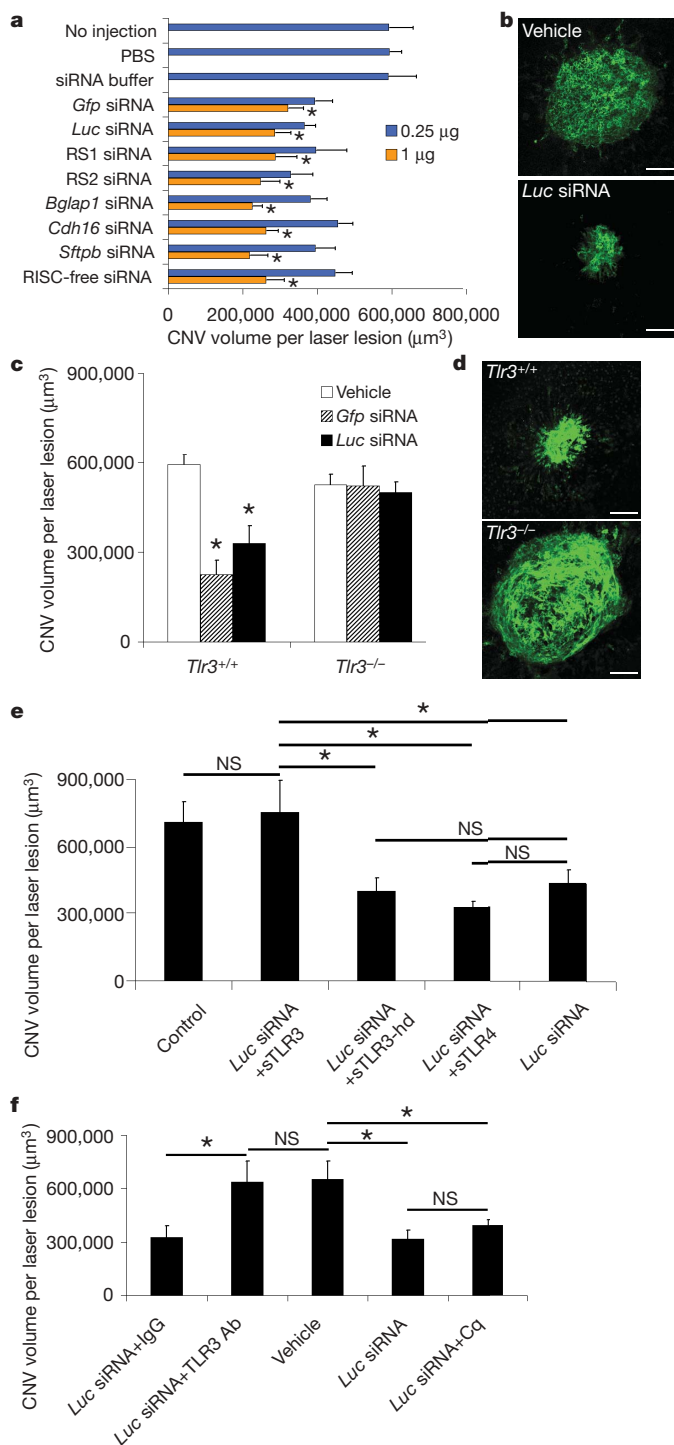 a
No injection
PBS
siRNA buffer
Gfp siRNA
*
Luc siRNA
*
RS1 siRNA
*
RS2 siRNA
*
Bglap1 siRNA
*
Cdh16 siRNA
*
Sftpb siRNA
*
RISC-free siRNA
*
0.25 µg
1 µg
0 200,000 400,000 600,000 800,000
CNV volume per laser lesion (µm³)
b
Vehicle
Luc siRNA
c
CNV volume per laser lesion (µm³)
900,000
600,000
300,000
0
Vehicle
Gfp siRNA
Luc siRNA
* *
Tlr3+/+ Tlr3–/–
d
Tlr3+/+
Tlr3–/–
e
CNV volume per laser lesion (µm³)
900,000
600,000
300,000
0
*
*
NS *
NS
NS
Control
Luc siRNA
+sTLR3
Luc siRNA
+sTLR3-hd
Luc siRNA
+sTLR4
Luc siRNA
f
CNV volume per laser lesion (µm³)
900,000
600,000
300,000
0
*
* NS *
NS
Luc siRNA+IgG
Luc siRNA+TLR3 Ab
Vehicle
Luc siRNA
Luc siRNA+Cq